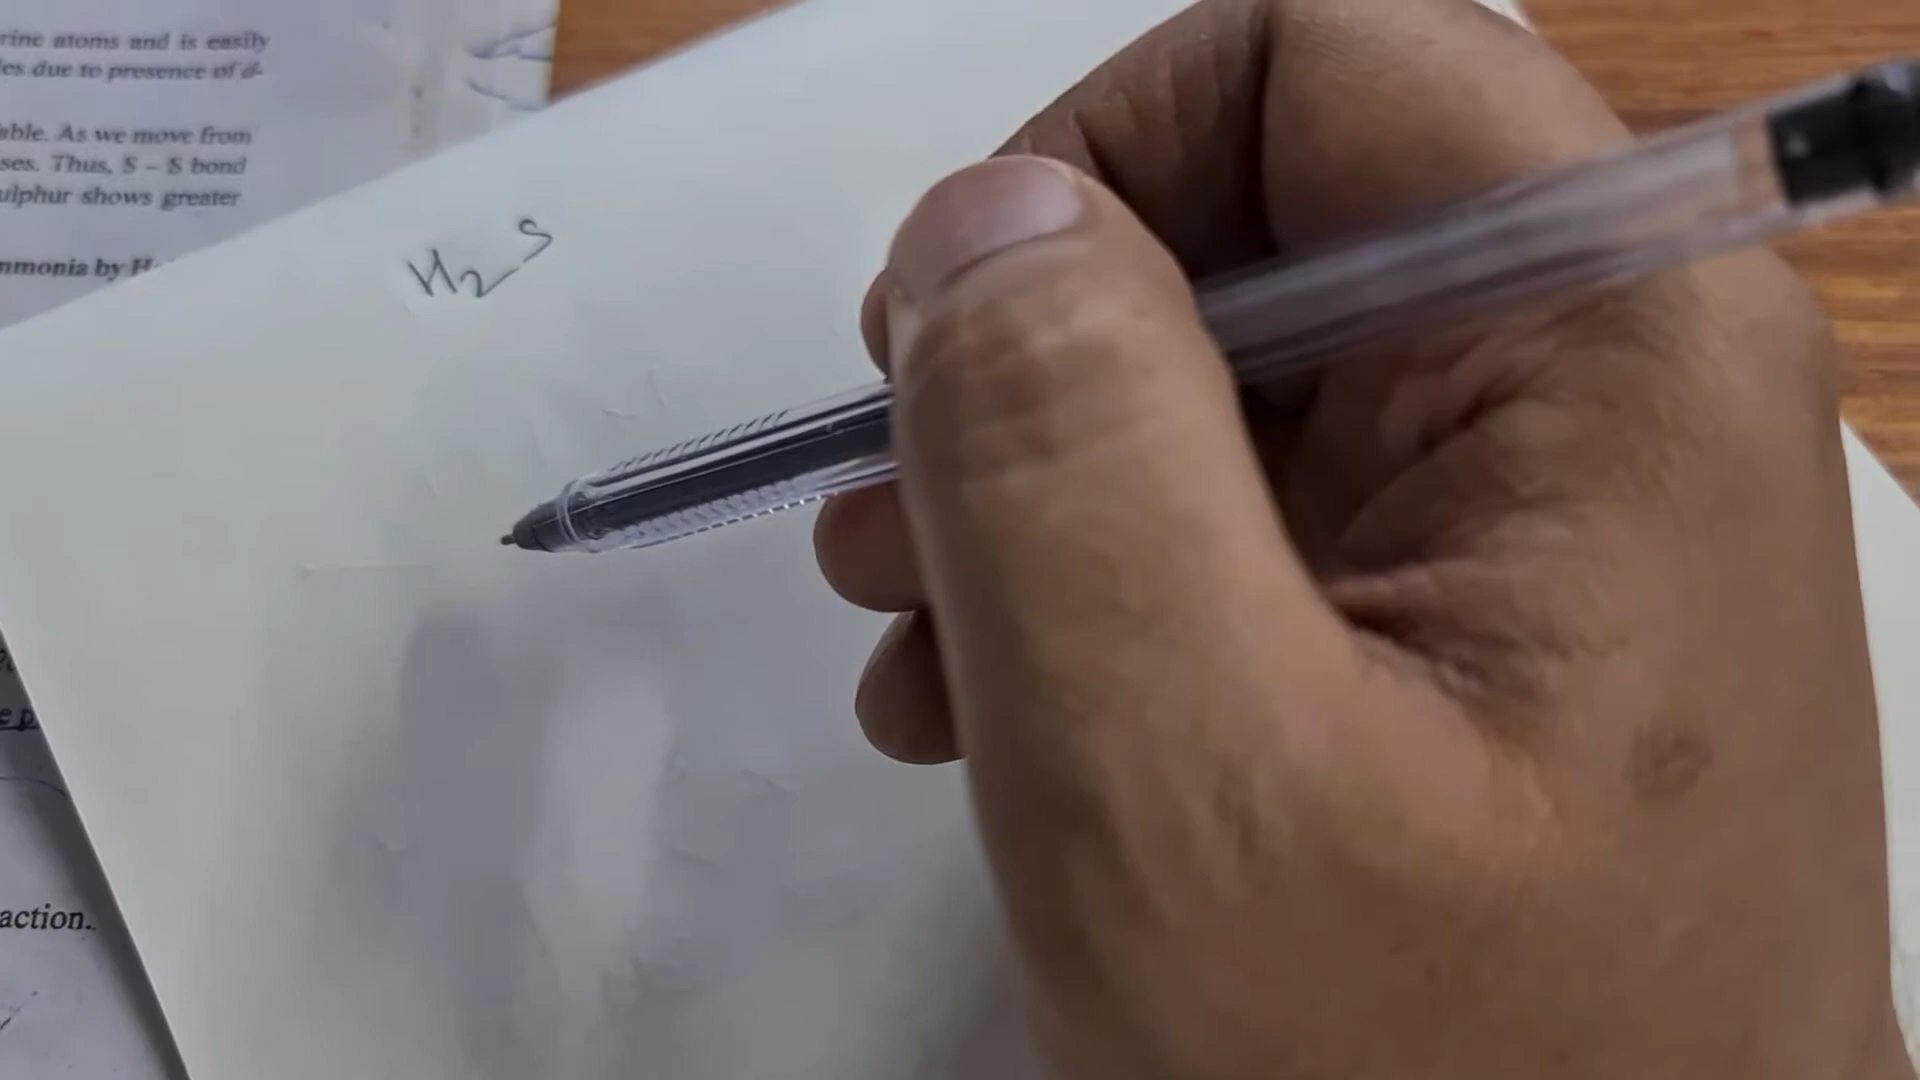 rine atoms and is easily
les due to presence of d-
able. As we move from
ses. Thus, S – S bond
ulphur shows greater
nmonia by H
H2S
e p
action.